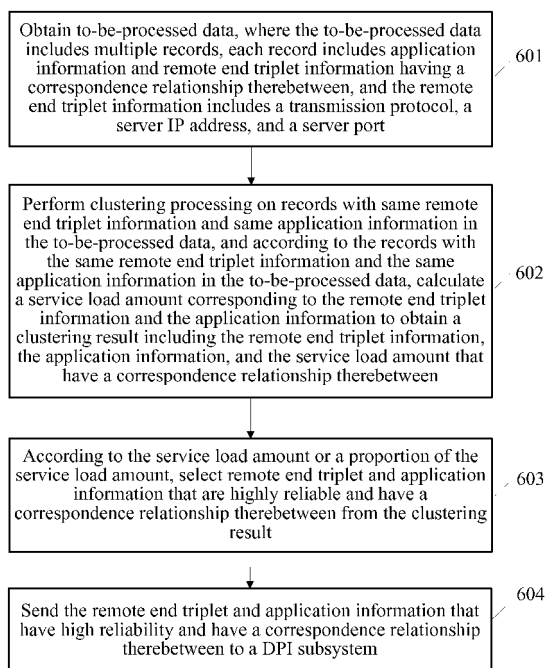 Obtain to-be-processed data, where the to-be-processed data
includes multiple records, each record includes application
information and remote end triplet information having a
correspondence relationship therebetween, and the remote
end triplet information includes a transmission protocol, a
server IP address, and a server port
601
Perform clustering processing on records with same remote
end triplet information and same application information in
the to-be-processed data, and according to the records with
the same remote end triplet information and the same
application information in the to-be-processed data, calculate
a service load amount corresponding to the remote end triplet
information and the application information to obtain a
clustering result including the remote end triplet information,
the application information, and the service load amount that
have a correspondence relationship therebetween
602
According to the service load amount or a proportion of the
service load amount, select remote end triplet and application
information that are highly reliable and have a
correspondence relationship therebetween from the clustering
result
603
Send the remote end triplet and application information that
have high reliability and have a correspondence relationship
therebetween to a DPI subsystem
604